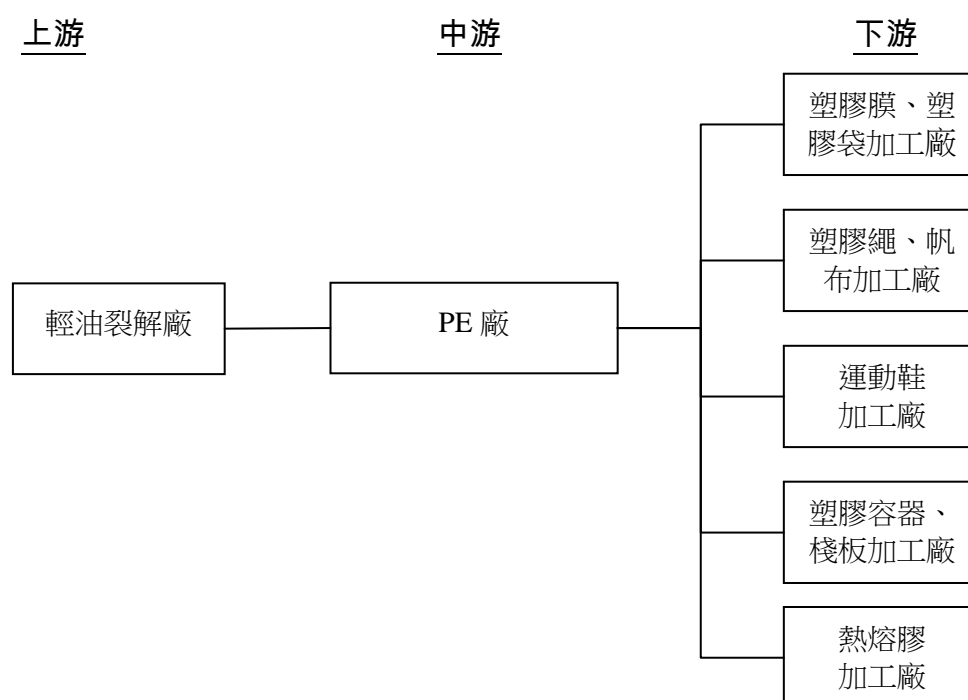 上游
中游
下游
塑膠膜、塑
膠袋加工廠
塑膠繩、帆
布加工廠
輕油裂解廠
PE 廠
運動鞋
加工廠
塑膠容器、
棧板加工廠
熱熔膠
加工廠